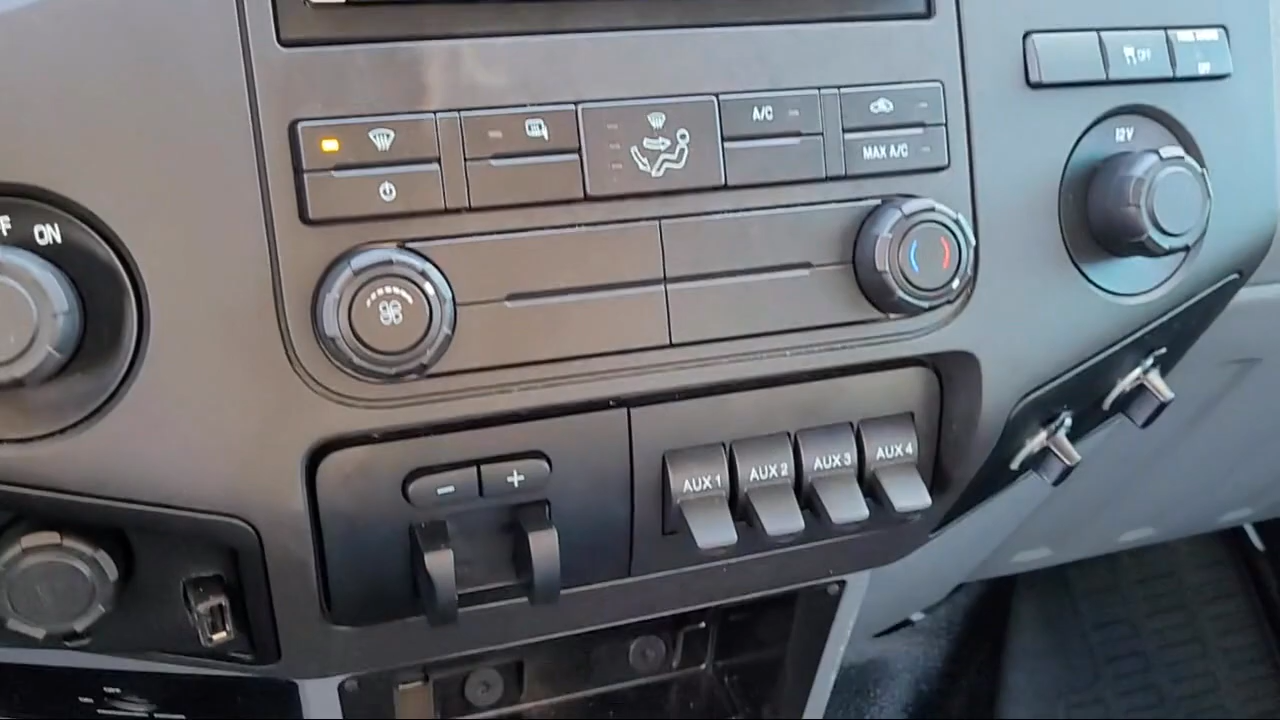 OFF
12V
A/C
MAX A/C
F ON
- +
AUX 1 AUX 2 AUX 3 AUX 4